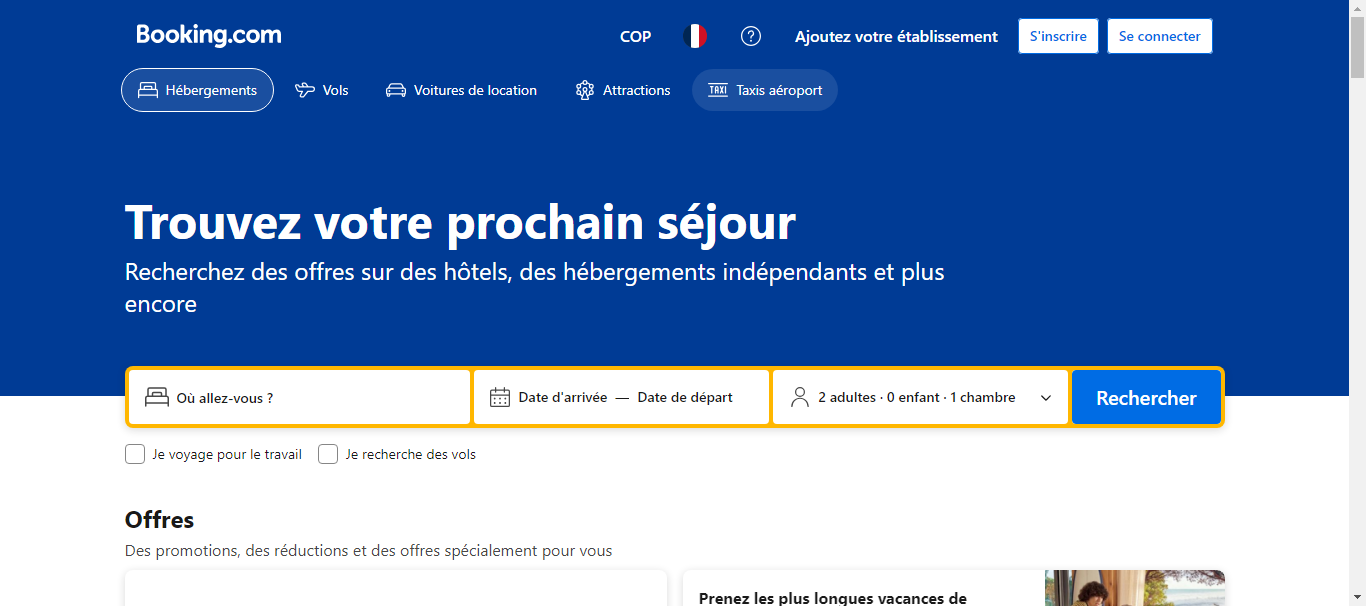 Booking.com
COP
Ajoutez votre établissement
S'inscrire
Se connecter
Hébergements
Vols
Voitures de location
Attractions
TAXI
Taxis aéroport
Trouvez votre prochain séjour
Recherchez des offres sur des hôtels, des hébergements indépendants et plus
encore
Où allez-vous ?
Date d'arrivée — Date de départ
2 adultes · 0 enfant · 1 chambre
Rechercher
Je voyage pour le travail
Je recherche des vols
Offres
Des promotions, des réductions et des offres spécialement pour vous
Prenez les plus longues vacances de